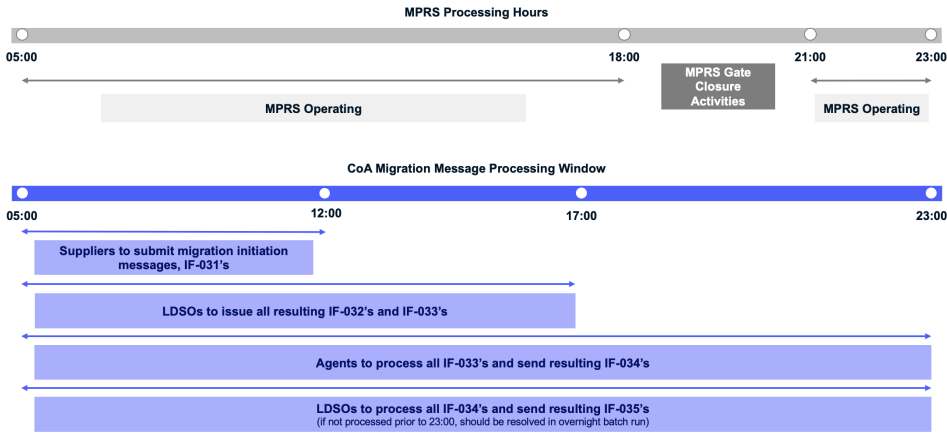 MPRS Processing Hours
05:00
18:00
21:00
23:00
MPRS Gate
Closure
Activities
MPRS Operating
MPRS Operating
CoA Migration Message Processing Window
05:00
12:00
17:00
23:00
Suppliers to submit migration initiation
messages, IF-031’s
LDSOs to issue all resulting IF-032’s and IF-033’s
Agents to process all IF-033’s and send resulting IF-034’s
LDSOs to process all IF-034’s and send resulting IF-035’s
(if not processed prior to 23:00, should be resolved in overnight batch run)